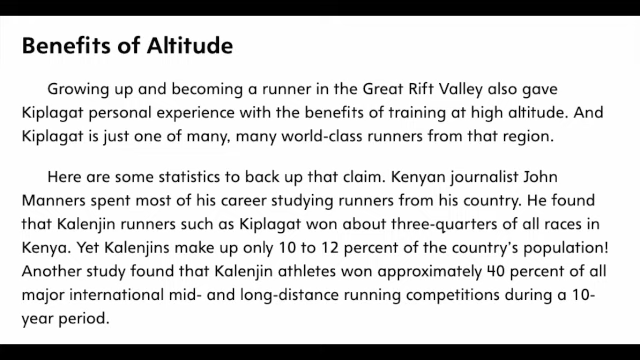 Benefits of Altitude
Growing up and becoming a runner in the Great Rift Valley also gave
Kiplagat personal experience with the benefits of training at high altitude. And
Kiplagat is just one of many, many world-class runners from that region.
Here are some statistics to back up that claim. Kenyan journalist John
Manners spent most of his career studying runners from his country. He found
that Kalenjin runners such as Kiplagat won about three-quarters of all races in
Kenya. Yet Kalenjins make up only 10 to 12 percent of the country's population!
Another study found that Kalenjin athletes won approximately 40 percent of all
major international mid- and long-distance running competitions during a 10-
year period.